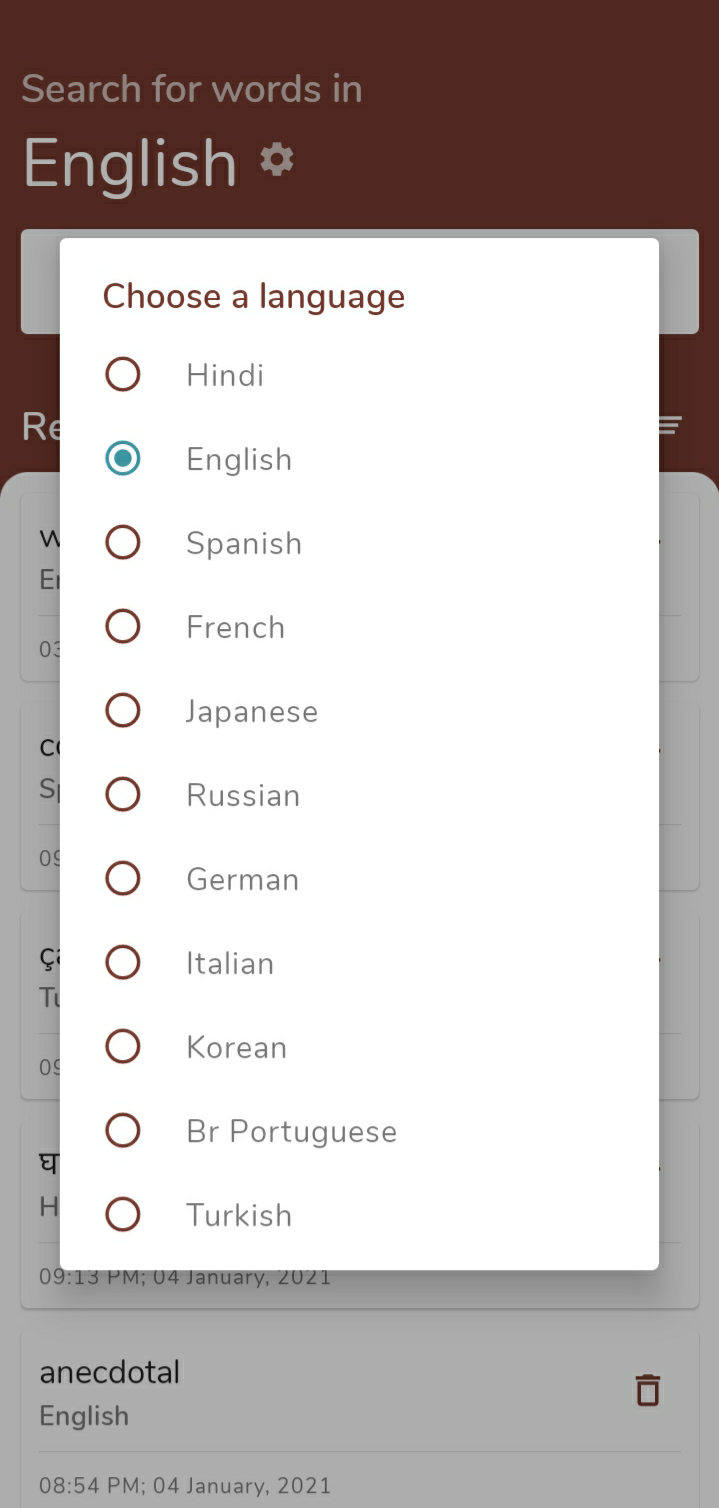 Search for words in
English
Choose a language
Hindi
English
Spanish
French
Japanese
Russian
German
Italian
Korean
Br Portuguese
Turkish
09:13 PM; 04 January, 2021
anecdotal
English
08:54 PM; 04 January, 2021